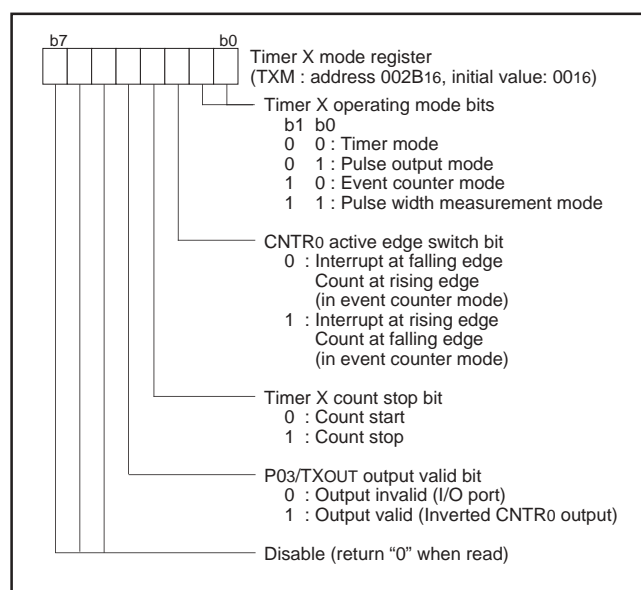 b7 b0
Timer X mode register
(TXM : address 002B16, initial value: 0016)
Timer X operating mode bits
b1 b0
0 0 : Timer mode
0 1 : Pulse output mode
1 0 : Event counter mode
1 1 : Pulse width measurement mode
CNTR0 active edge switch bit
0 : Interrupt at falling edge
Count at rising edge
(in event counter mode)
1 : Interrupt at rising edge
Count at falling edge
(in event counter mode)
Timer X count stop bit
0 : Count start
1 : Count stop
P03/TXOUT output valid bit
0 : Output invalid (I/O port)
1 : Output valid (Inverted CNTR0 output)
Disable (return “0” when read)